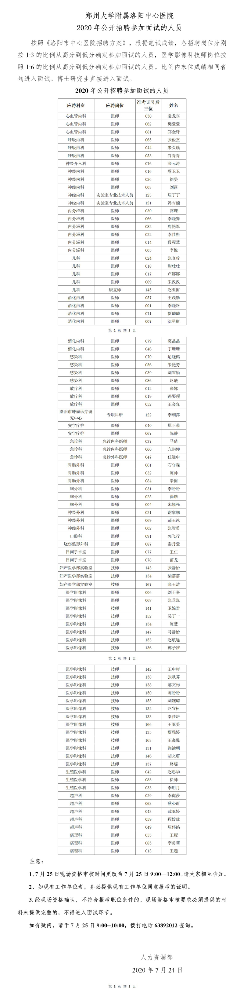 郑州大学附属洛阳中心医院
2020 年公开招聘参加面试的人员
按照《洛阳市中心医院招聘方案》，根据笔试成绩，各招聘岗位分别
按 1:3 的比例从高分到低分确定参加面试的人员，医学影像科技师岗位按
照 1:6 的比例从高分到低分确定参加面试的人员。比例内末位成绩相同者
均进入面试。博士研究生直接进入面试。
2020 年公开招聘参加面试的人员
应聘科室 应聘岗位 准考证号后三位 姓名
心血管内科 医师 050 袁龙宾
心血管内科 医师 062 樊莹莹
心血管内科 医师 081 郑金轩
呼吸内科 医师 065 张俊杰
呼吸内科 医师 044 朱久璞
呼吸内科 医师 053 谷青青
神经介入科 医师 076 张元涛
神经内科 医师 016 蔡卫卫
神经内科 医师 026 徐雯
神经内科 医师 003 刘露
神经内科 实验室专业技术人员 123 屈丁丁
神经内科 实验室专业技术人员 121 冯吉楠
内分泌科 医师 030 高迎
内分泌科 医师 066 李晓赛
内分泌科 医师 082 鹿艳军
内分泌科 医师 022 李佳熙
内分泌科 医师 014 段程慧
内分泌科 医师 005 李悦
儿科 医师 024 张真珍
儿科 医师 018 谢壮壮
儿科 医师 017 卢娜娜
儿科 医师 009 朱改改
儿科 康复师 145 赵亚衡
消化内科 医师 057 王茂勋
消化内科 医师 001 李晓路
消化内科 医师 071 贾璐璐
消化内科 医师 007 沈星彤
第 1 页 共 3 页
消化内科 医师 079 莫晶晶
消化内科 医师 046 丁珊珊
感染科 医师 070 尼晓鹤
感染科 医师 056 朱艳芳
感染科 医师 039 刘雪娟
感染科 医师 086 赵曦
放疗科 医师 012 张娣
放疗科 医师 019 冯要须
放疗科 医师 052 王会宜
洛阳市肿瘤诊疗研究中心 专职科研 122 李朝萍
安宁疗护 医师 040 原正荣
安宁疗护 医师 067 陈静
急诊科 急诊内科医师 037 马倩
急诊科 急诊内科医师 060 亢崇仰
急诊科 急诊外科医师 047 任远中
胃肠外科 医师 061 石守森
胃肠外科 医师 032 陈帅
胃肠外科 医师 084 辛衡
胸外科 医师 031 李盼盼
胸外科 医师 025 尚锴
胸外科 医师 004 宋锐强
神经外科 医师 021 谢家鹏
神经外科 医师 069 郝玉冰
神经外科 医师 002 张智勇
口腔科 医师 091 郭飞行
烧伤整形外科 医师 087 秦丹莹
日间手术室 医师 077 王仁
日间手术室 医师 078 苗龙
妇产医学部实验室 技师 143 张静怡
妇产医学部实验室 技师 134 柴蓓蓓
妇产医学部实验室 技师 167 张玉洁
医学影像科 医师 006 刘于嘉
医学影像科 医师 068 张景岚
医学影像科 技师 141 卫婉君
医学影像科 技师 152 吴丁一
医学影像科 技师 154 陈慧
医学影像科 技师 147 马静怡
医学影像科 技师 153 赵航远
医学影像科 技师 136 郭子雅
第 2 页 共 3 页
医学影像科 技师 142 王中彬
医学影像科 技师 158 张秋芬
医学影像科 技师 138 郝文彬
医学影像科 技师 150 陈盼盼
医学影像科 技师 155 刘婉璐
医学影像科 技师 132 赵宜柯
医学影像科 技师 133 秦佳培
医学影像科 技师 166 王亚美
医学影像科 技师 135 贾雅婷
医学影像科 技师 163 王鑫馨
医学影像科 技师 131 尚渝朝
医学影像科 技师 146 胡文萌
医学影像科 技师 137 路瑶
生殖医学科 医师 042 赵忠华
生殖医学科 医师 083 徐帅
生殖医学科 医师 033 李明月
超声科 医师 029 李虎莎
超声科 医师 063 耿心雨
超声科 医师 043 武亚婷
超声科 医师 059 程姣珑
超声科 医师 049 屈伟鸽
病理科 医师 055 王程
病理科 医师 085 李勇莉
病理科 医师 013 王越
注意：
1、7 月 25 日现场资格审核时间更改为 7 月 25 日 9:00—12:00。请大家相互告知。
2、如现有工作单位者，务必提供现有工作单位同意报考的证明。
3. 经现场资格确认，不符合报考职位条件的、现场资格审核要求必须提供的材
料未提供完整的，不得进入面试环节。
如有疑问，请于 7 月 25 日 9:00--10:00，拨打电话 63892012 查询。
人力资源部
2020 年 7 月 24 日
第 3 页 共 3 页